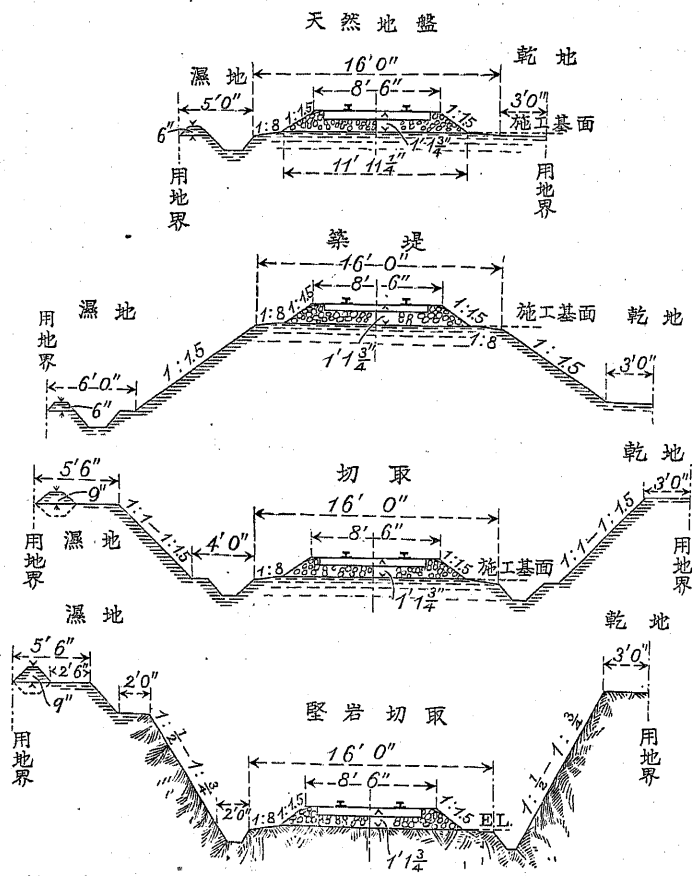 天然地盤
濕地
16'0"
乾地
8'-6"
5'0"
3'0"
6"
1:8
1:1.5
1:1.5
施工基面
1'1 3/4"
11' 11 1/4"
用地界
用地界
築堤
16'-0"
濕地
8'-6"
乾地
用地界
1:8
1:1.5
1:1.5
施工基面
1:8
1:1.5
1'1 3/4"
1:1.5
6'0"
3'0"
6"
切取
乾地
5'6"
9"
3'0"
16' 0"
濕地
1:1-1:1.5
4'0"
8'-6"
1:1-1:1.5
用地界
1:8
1:1.5
1:1.5
施工基面
用地界
1'1 3/4"
濕地
乾地
5'6"
2'6"
3'0"
2'0"
9"
堅岩切取
用地界
1:1/2-1:3/4
16' 0"
1:1/2-1:3/4
用地界
8' 6"
2'0"
1:8
1:1.5
1:1.5
E.L.
1'1 3/4